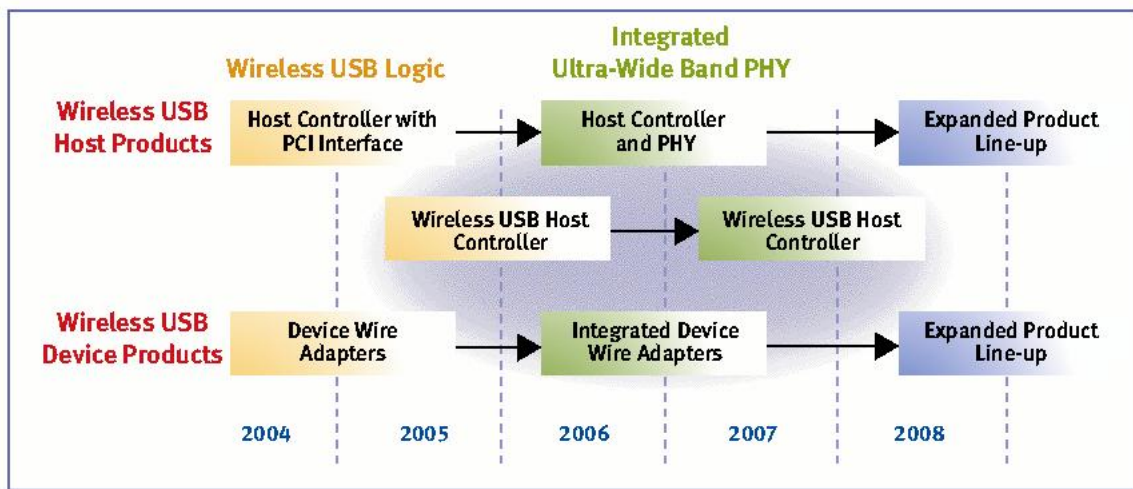 Integrated
Wireless USB Logic
Ultra-Wide Band PHY
Wireless USB
Host Products
Host Controller with
PCI Interface
Host Controller
and PHY
Expanded Product
Line-up
Wireless USB Host
Controller
Wireless USB Host
Controller
Wireless USB
Device Products
Device Wire
Adapters
Integrated Device
Wire Adapters
Expanded Product
Line-up
2004
2005
2006
2007
2008